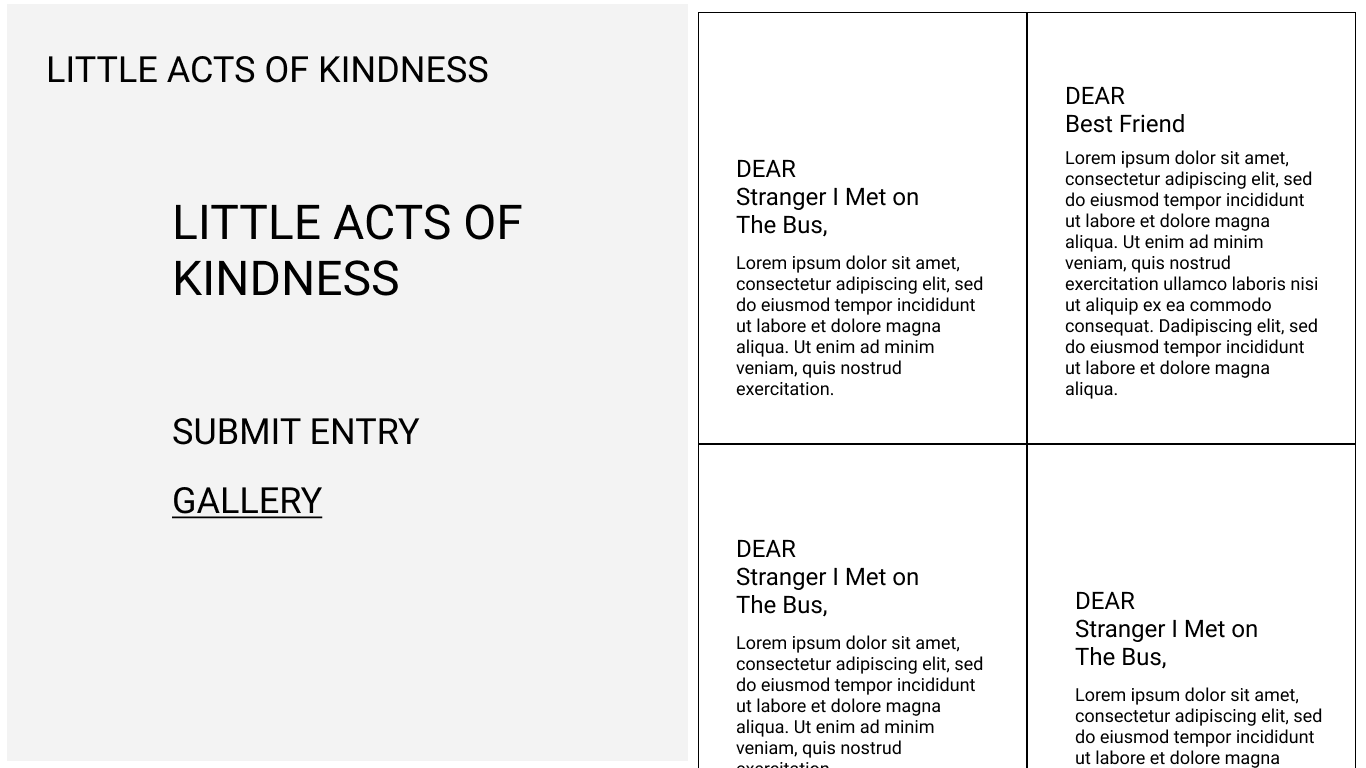 LITTLE ACTS OF KINDNESS
LITTLE ACTS OF
KINDNESS
SUBMIT ENTRY
GALLERY
DEAR
Stranger I Met on
The Bus,
Lorem ipsum dolor sit amet,
consectetur adipiscing elit, sed
do eiusmod tempor incididunt
ut labore et dolore magna
aliqua. Ut enim ad minim
veniam, quis nostrud
exercitation.
DEAR
Best Friend
Lorem ipsum dolor sit amet,
consectetur adipiscing elit, sed
do eiusmod tempor incididunt
ut labore et dolore magna
aliqua. Ut enim ad minim
veniam, quis nostrud
exercitation ullamco laboris nisi
ut aliquip ex ea commodo
consequat. Dadipiscing elit, sed
do eiusmod tempor incididunt
ut labore et dolore magna
aliqua.
DEAR
Stranger I Met on
The Bus,
Lorem ipsum dolor sit amet,
consectetur adipiscing elit, sed
do eiusmod tempor incididunt
ut labore et dolore magna
aliqua. Ut enim ad minim
veniam, quis nostrud
DEAR
Stranger I Met on
The Bus,
Lorem ipsum dolor sit amet,
consectetur adipiscing elit, sed
do eiusmod tempor incididunt
ut labore et dolore magna